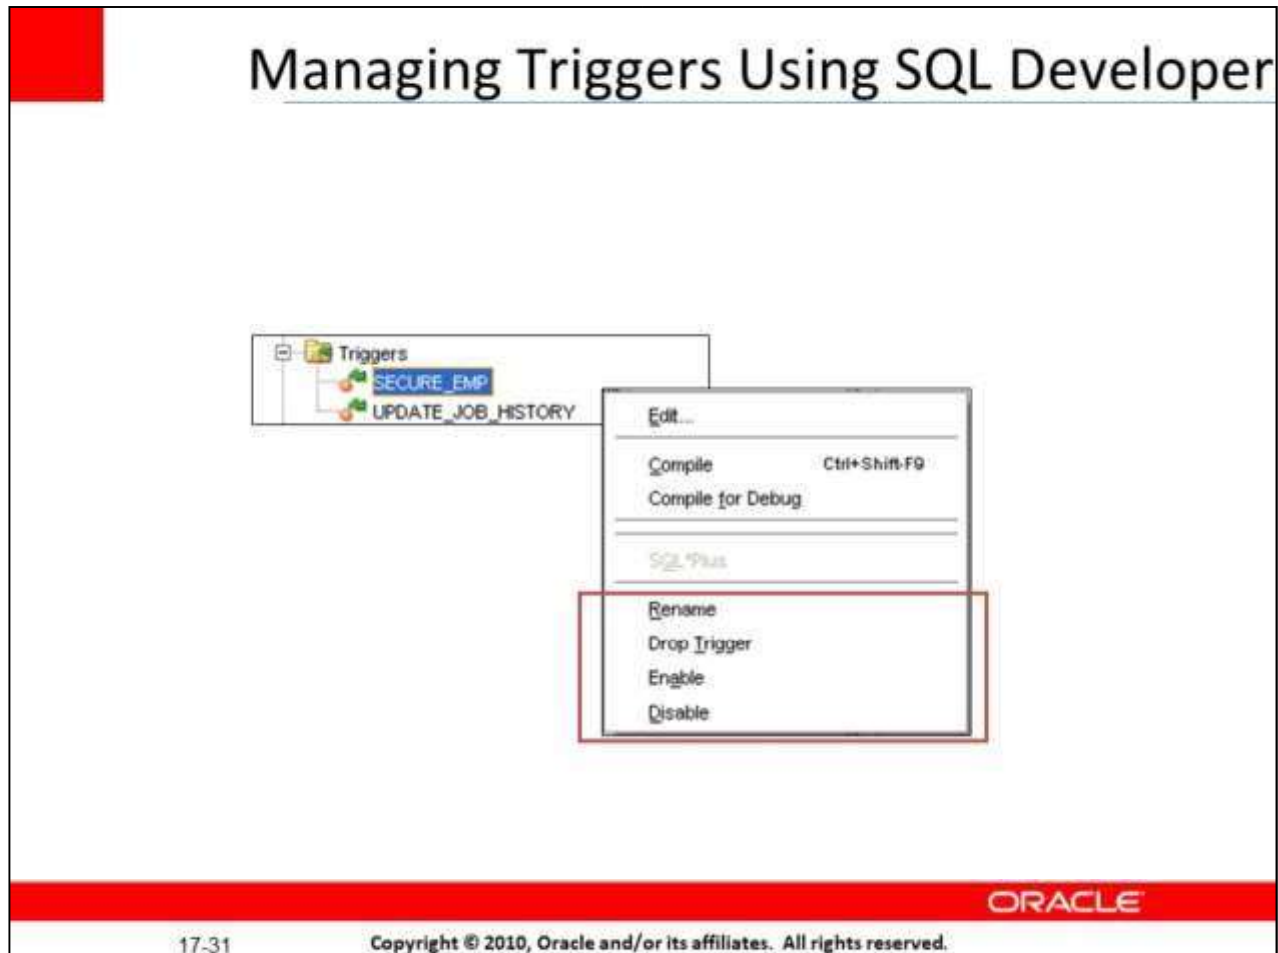 Managing Triggers Using SQL Developer
Triggers
SECURE_EMP
UPDATE_JOB_HISTORY
Edit...
Compile Ctrl+Shift-F9
Compile for Debug
SQL*Plus
Rename
Drop Trigger
Enable
Disable
ORACLE
17-31 Copyright © 2010, Oracle and/or its affiliates. All rights reserved.